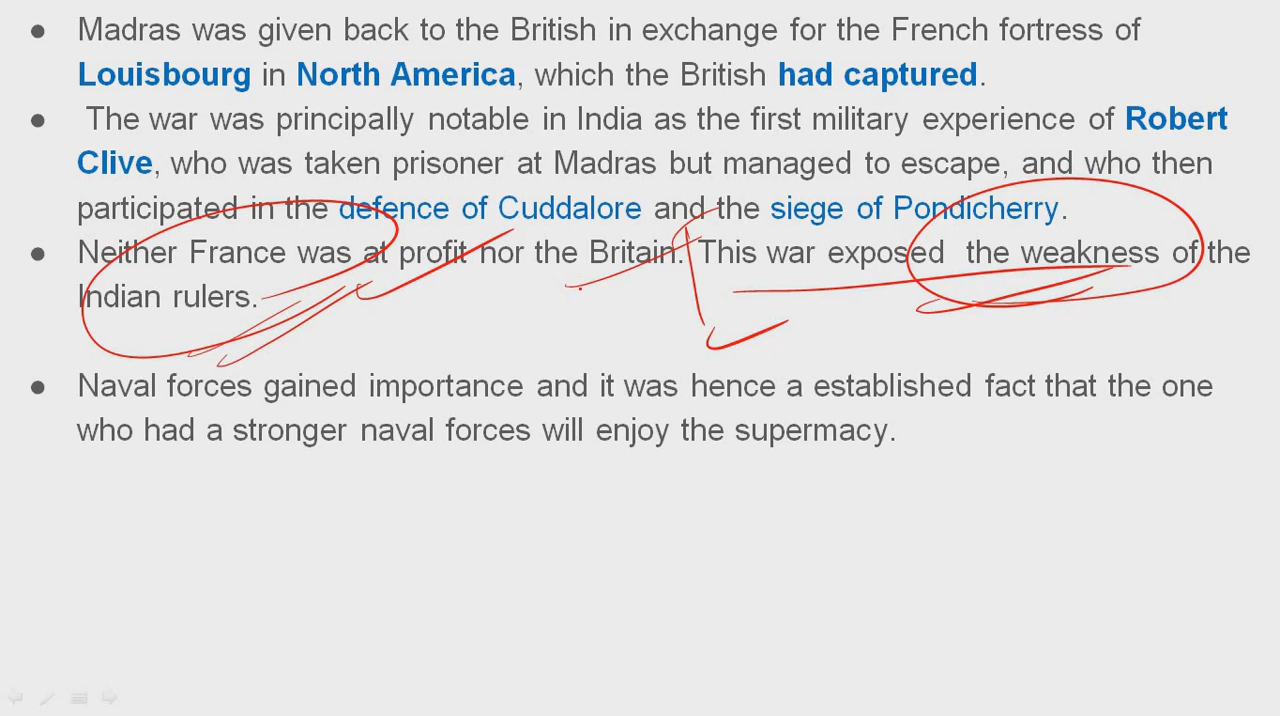 ● Madras was given back to the British in exchange for the French fortress of
Louisbourg in North America, which the British had captured.
● The war was principally notable in India as the first military experience of Robert
Clive, who was taken prisoner at Madras but managed to escape, and who then
participated in the defence of Cuddalore and the siege of Pondicherry.
● Neither France was at profit nor the Britain. This war exposed the weakness of the
Indian rulers.
● Naval forces gained importance and it was hence a established fact that the one
who had a stronger naval forces will enjoy the supermacy.